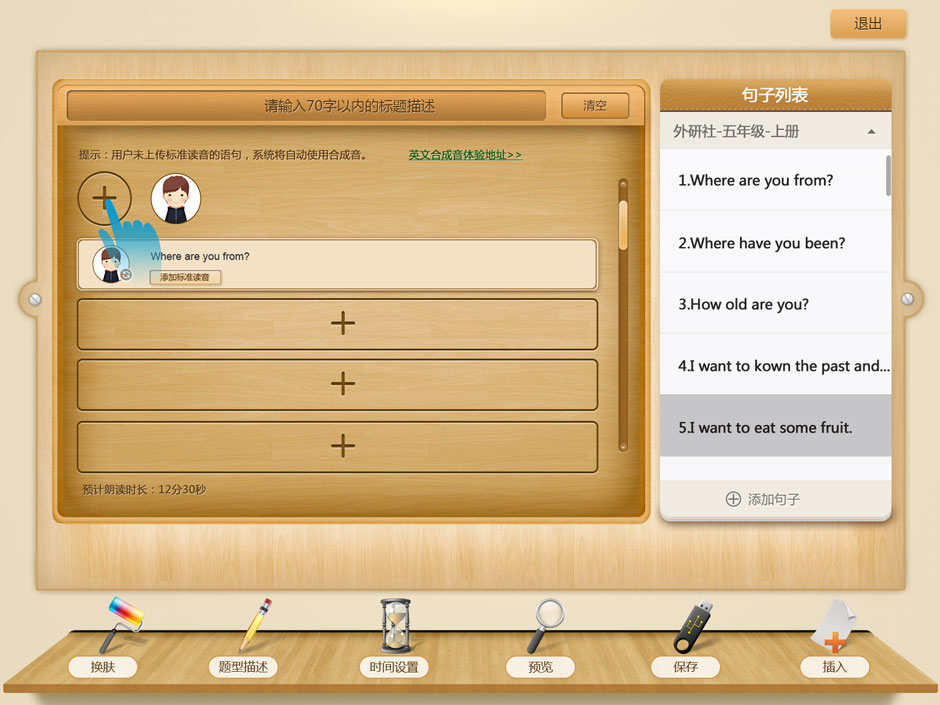 退出
请输入70字以内的标题描述
清空
提示：用户未上传标准读音的语句，系统将自动使用合成音。
英文合成音体验地址>>
Where are you from?
添加标准读音
预计朗读时长：12分30秒
句子列表
外研社-五年级-上册
1.Where are you from?
2.Where have you been?
3.How old are you?
4.I want to kown the past and...
5.I want to eat some fruit.
添加句子
换肤
题型描述
时间设置
预览
保存
插入